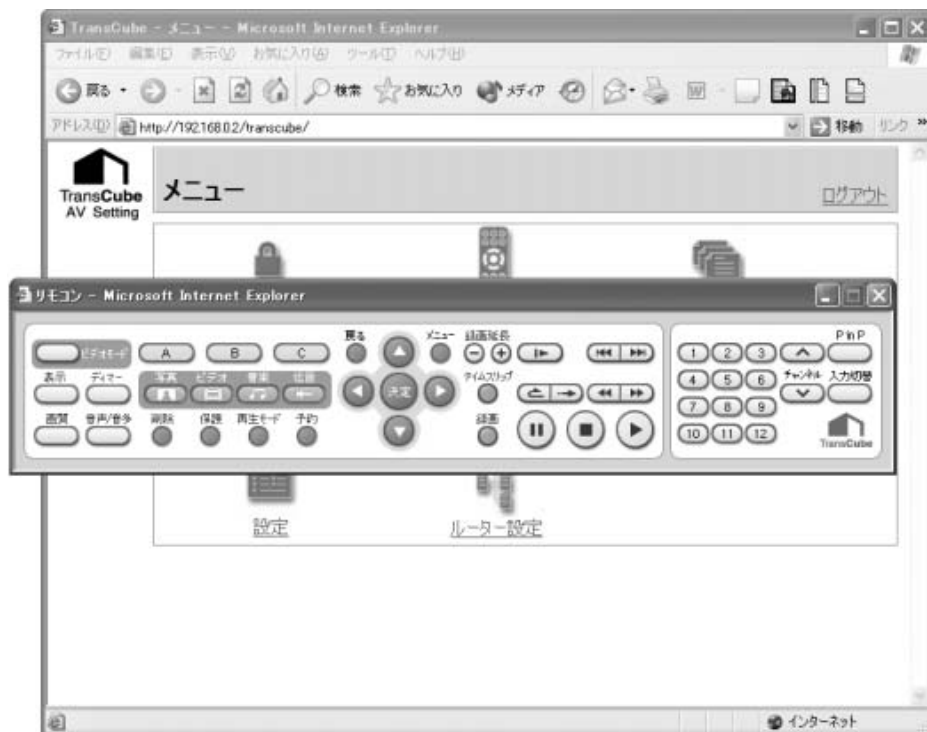 TransCube - メニュー - Microsoft Internet Explorer
ファイル(F) 編集(E) 表示(V) お気に入り(A) ツール(T) ヘルプ(H)
戻る 検索 お気に入り メディア
アドレス(D) http://192.168.0.2/transcube/ 移動 リンク »
TransCube
AV Setting
メニュー
ログアウト
リモコン - Microsoft Internet Explorer
ビデオモード A B C 戻る メニュー 録画延長 1 2 3 P in P
表示 ディマー 写真 ビデオ 音楽 決定 タイムスリップ 4 5 6 チャンネル 入力切替
画質 音声/音多 削除 保護 再生モード 予約 録画 7 8 9
10 11 12 TransCube
設定 ルーター設定
インターネット